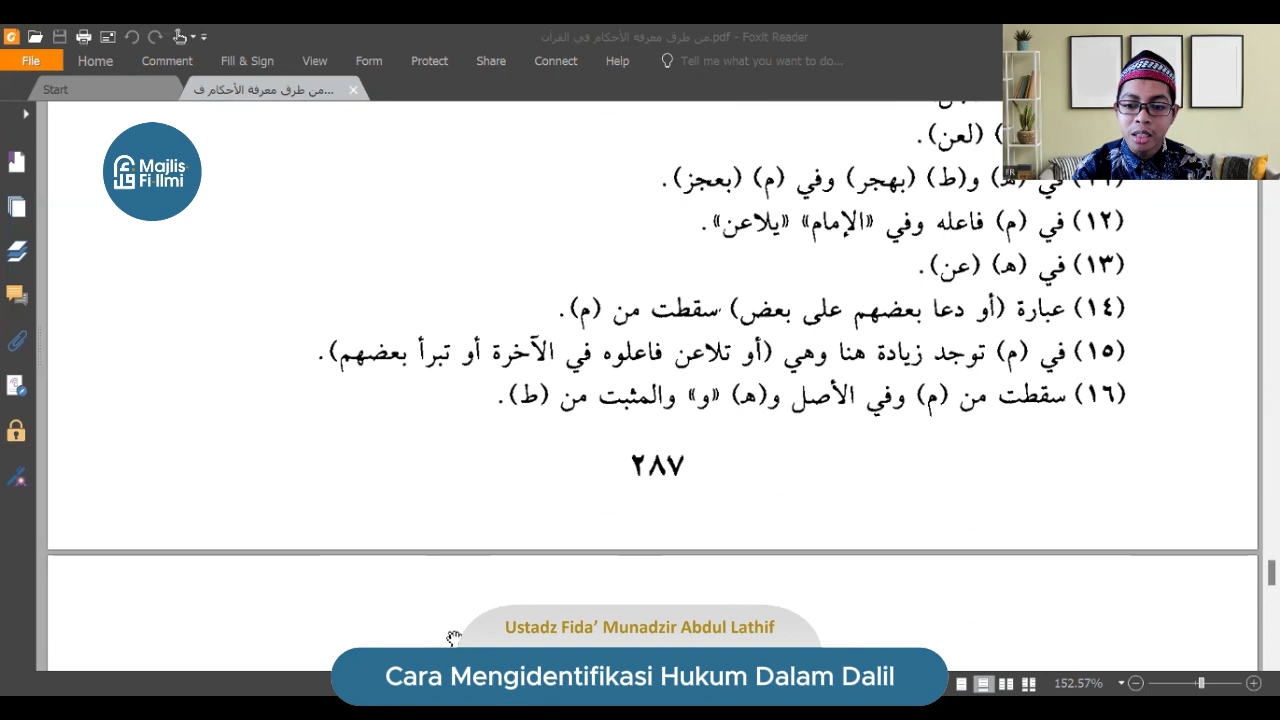 من طرق معرفة الأحكام في القرآن.pdf - Foxit Reader
File Home Comment Fill & Sign View Form Protect Share Connect Help Tell me what you want to do...
Start من طرق معرفة الأحكام ف...
Majlis
Fi Ilmi
(لعن).
في (هـ) و(ط) (بهجر) وفي (م) (بعجز).
(١٢) في (م) فاعله وفي «الإمام» «يلاعن».
(١٣) في (هـ) (عن).
(١٤) عبارة (أو دعا بعضهم على بعض) سقطت من (م).
(١٥) في (م) توجد زيادة هنا وهي (أو تلاعن فاعلوه في الآخرة أو تبرأ بعضهم).
(١٦) سقطت من (م) وفي الأصل و(هـ) «و» والمثبت من (ط).
٢٨٧
Ustadz Fida’ Munadzir Abdul Lathif
Cara Mengidentifikasi Hukum Dalam Dalil
152.57%